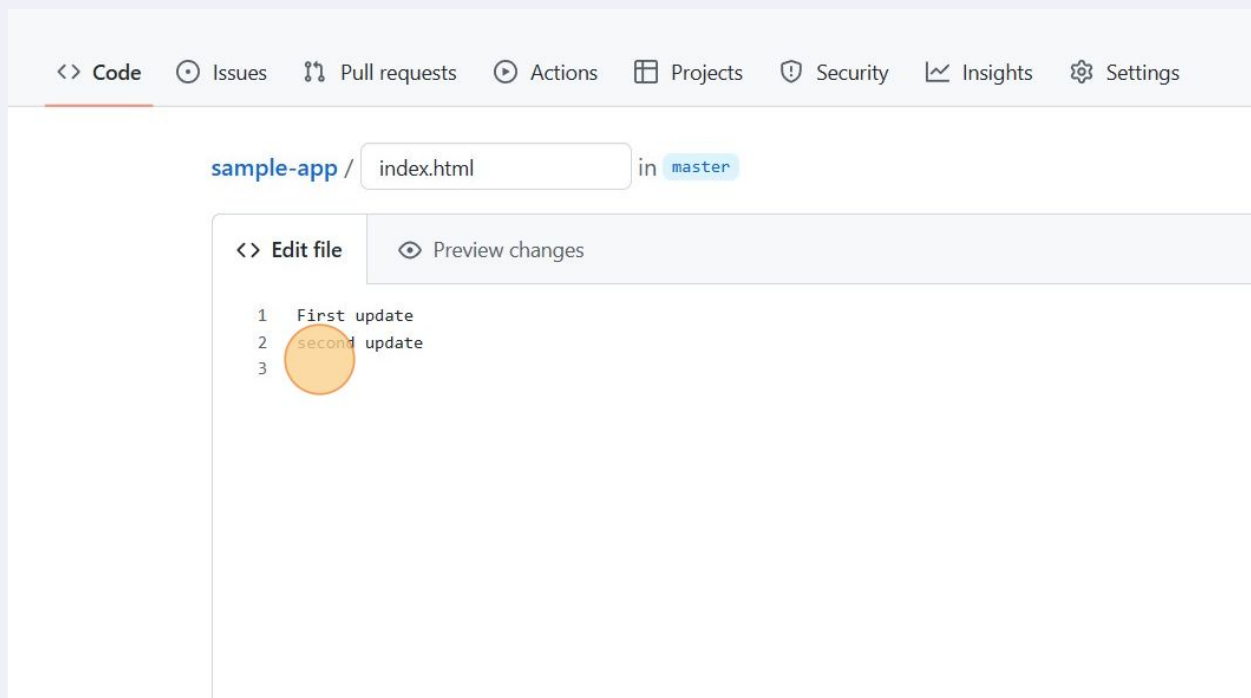 <> Code Issues Pull requests Actions Projects Security Insights Settings
sample-app / index.html in master
<> Edit file Preview changes
1 First update
2 second update
3